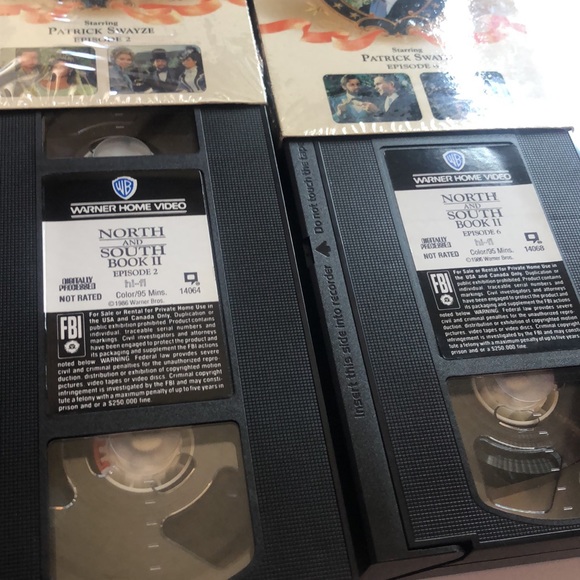 Starring
PATRICK SWAYZE
EPISODE 2
WB
WARNER HOME VIDEO
NORTH
AND
SOUTH
BOOK II
EPISODE 2
DIGITALLY
PROCESSED
hi-fi
NOT RATED
Color/95 Mins.
14064
©1986 Warner Bros.
FBI
For Sale or Rental for Private Home Use in
the USA and Canada Only. Duplication or
public exhibition prohibited. Product contains
individual traceable serial numbers and
markings. Civil investigators and attorneys
have been engaged to protect this product and
its packaging and supplement the FBI actions
noted below. WARNING: Federal law provides severe
civil and criminal penalties for the unauthorized repro-
duction, distribution or exhibition of copyrighted motion
pictures, video tapes or video discs. Criminal copyright
infringement is investigated by the FBI and may consti-
tute a felony with a maximum penalty of up to five years in
prison and or a $250,000 fine.
Starring
PATRICK SWAYZE
EPISODE
Insert this side into recorder ▲ Do not touch the tape
WB
WARNER HOME VIDEO
NORTH
AND
SOUTH
BOOK II
EPISODE 6
DIGITALLY
PROCESSED
hi-fi
NOT RATED
Color/95 Mins.
14068
©1986 Warner Bros.
FBI
For Sale or Rental for Private Home Use in
the USA and Canada Only. Duplication or
public exhibition prohibited. Product contains
individual traceable serial numbers and
markings. Civil investigators and attorneys
have been engaged to protect this product and
its packaging and supplement the FBI actions
noted below. WARNING: Federal law provides severe
civil and criminal penalties for the unauthorized repro-
duction, distribution or exhibition of copyrighted motion
pictures, video tapes or video discs. Criminal copyright
infringement is investigated by the FBI and may consti-
tute a felony with a maximum penalty of up to five years in
prison and or a $250,000 fine.